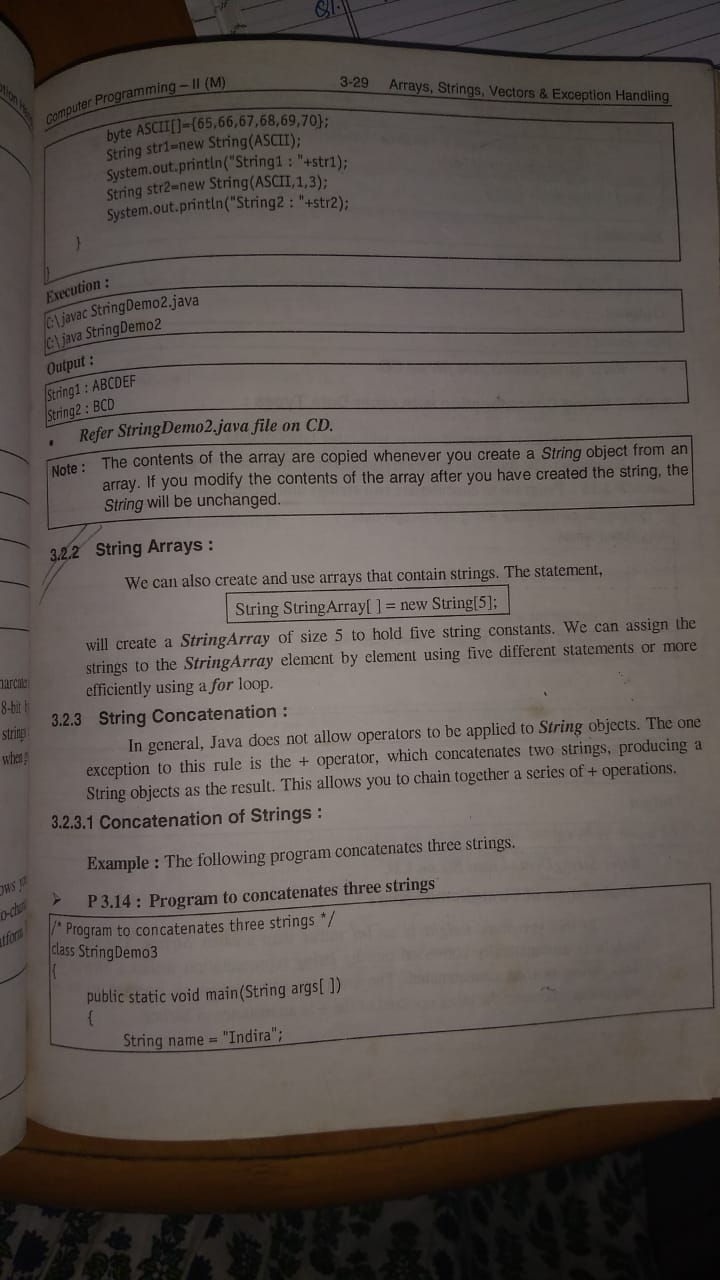 Q1.
Computer Programming – II (M) 3-29 Arrays, Strings, Vectors & Exception Handling
byte ASCII[]={65,66,67,68,69,70};
String str1=new String(ASCII);
System.out.println("String1 : "+str1);
String str2=new String(ASCII,1,3);
System.out.println("String2 : "+str2);
}
}
Execution :
C:\javac StringDemo2.java
C:\java StringDemo2
Output :
String1 : ABCDEF
String2 : BCD
• Refer StringDemo2.java file on CD.
Note : The contents of the array are copied whenever you create a String object from an
array. If you modify the contents of the array after you have created the string, the
String will be unchanged.
3.2.2 String Arrays :
We can also create and use arrays that contain strings. The statement,
String StringArray[ ] = new String[5];
will create a StringArray of size 5 to hold five string constants. We can assign the
strings to the StringArray element by element using five different statements or more
efficiently using a for loop.
3.2.3 String Concatenation :
In general, Java does not allow operators to be applied to String objects. The one
exception to this rule is the + operator, which concatenates two strings, producing a
String objects as the result. This allows you to chain together a series of + operations.
3.2.3.1 Concatenation of Strings :
Example : The following program concatenates three strings.
➢ P 3.14 : Program to concatenates three strings
/* Program to concatenates three strings */
class StringDemo3
{
public static void main(String args[ ])
{
String name = "Indira";
8-bit
string
when